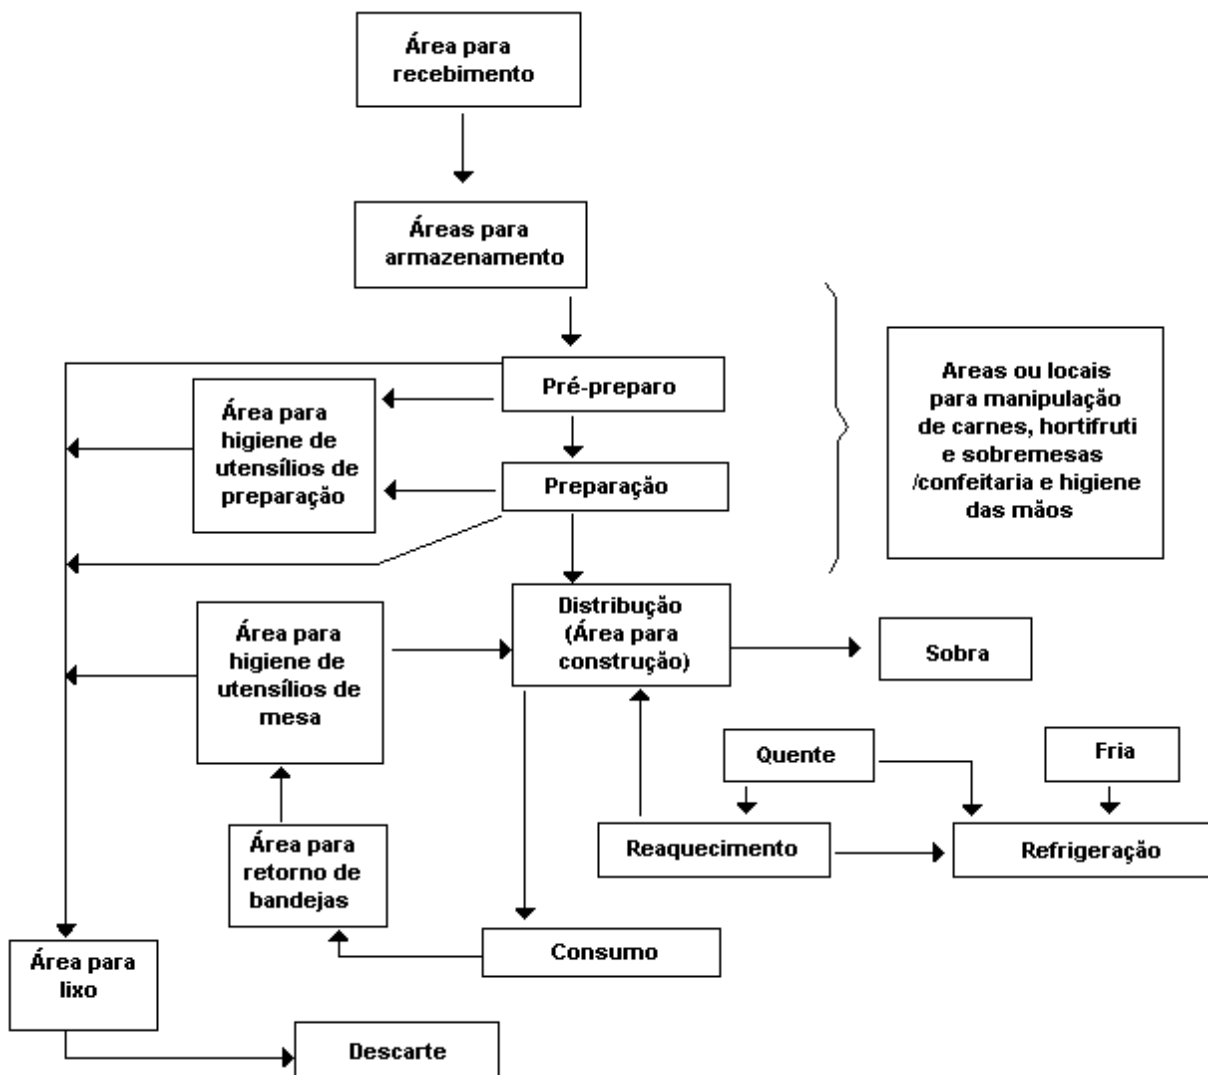 Área para
recebimento
Áreas para
armazenamento
Pré-preparo
Área para
higiene de
utensílios de
preparação
Preparação
Areas ou locais
para manipulação
de carnes, hortifruti
e sobremesas
/confeitaria e higiene
das mãos
Distribução
(Área para
construção)
Sobra
Área para
higiene de
utensílios de
mesa
Quente
Fria
Área para
retorno de
bandejas
Reaquecimento
Refrigeração
Consumo
Área para
lixo
Descarte